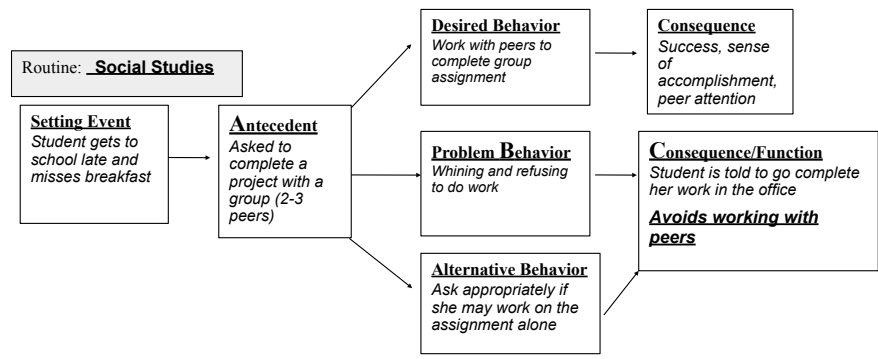 Routine: Social Studies
Setting Event
Student gets to
school late and
misses breakfast
Antecedent
Asked to
complete a
project with a
group (2-3
peers)
Desired Behavior
Work with peers to
complete group
assignment
Consequence
Success, sense
of
accomplishment,
peer attention
Problem Behavior
Whining and refusing
to do work
Consequence/Function
Student is told to go complete
her work in the office
Avoids working with
peers
Alternative Behavior
Ask appropriately if
she may work on the
assignment alone